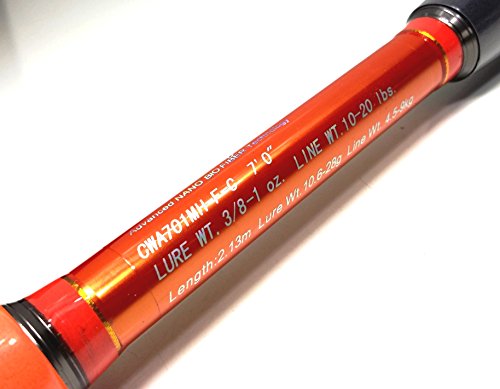 Advanced NANO BIO FIBER Technology
CWA701MH-F-C 7'0"
LURE WT. 3/8-1 oz. LINE WT.10-20 lbs.
Length:2.13m Lure Wt. 10.6-28g Line Wt. 4.5-9kg